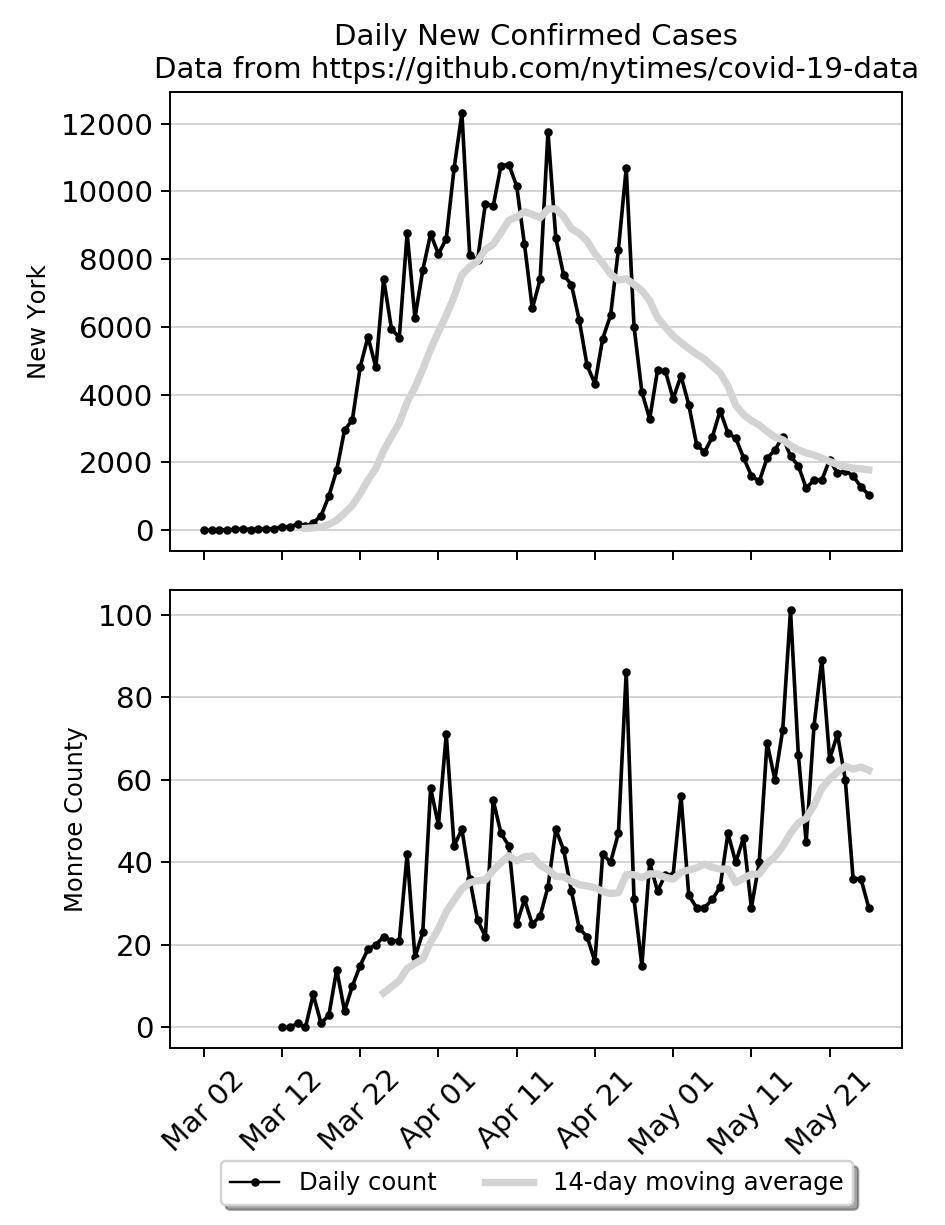 Daily New Confirmed Cases
Data from https://github.com/nytimes/covid-19-data
12000
10000
8000
6000
4000
2000
0
New York
100
80
60
40
20
0
Monroe County
Mar 02
Mar 12
Mar 22
Apr 01
Apr 11
Apr 21
May 01
May 11
May 21
Daily count
14-day moving average